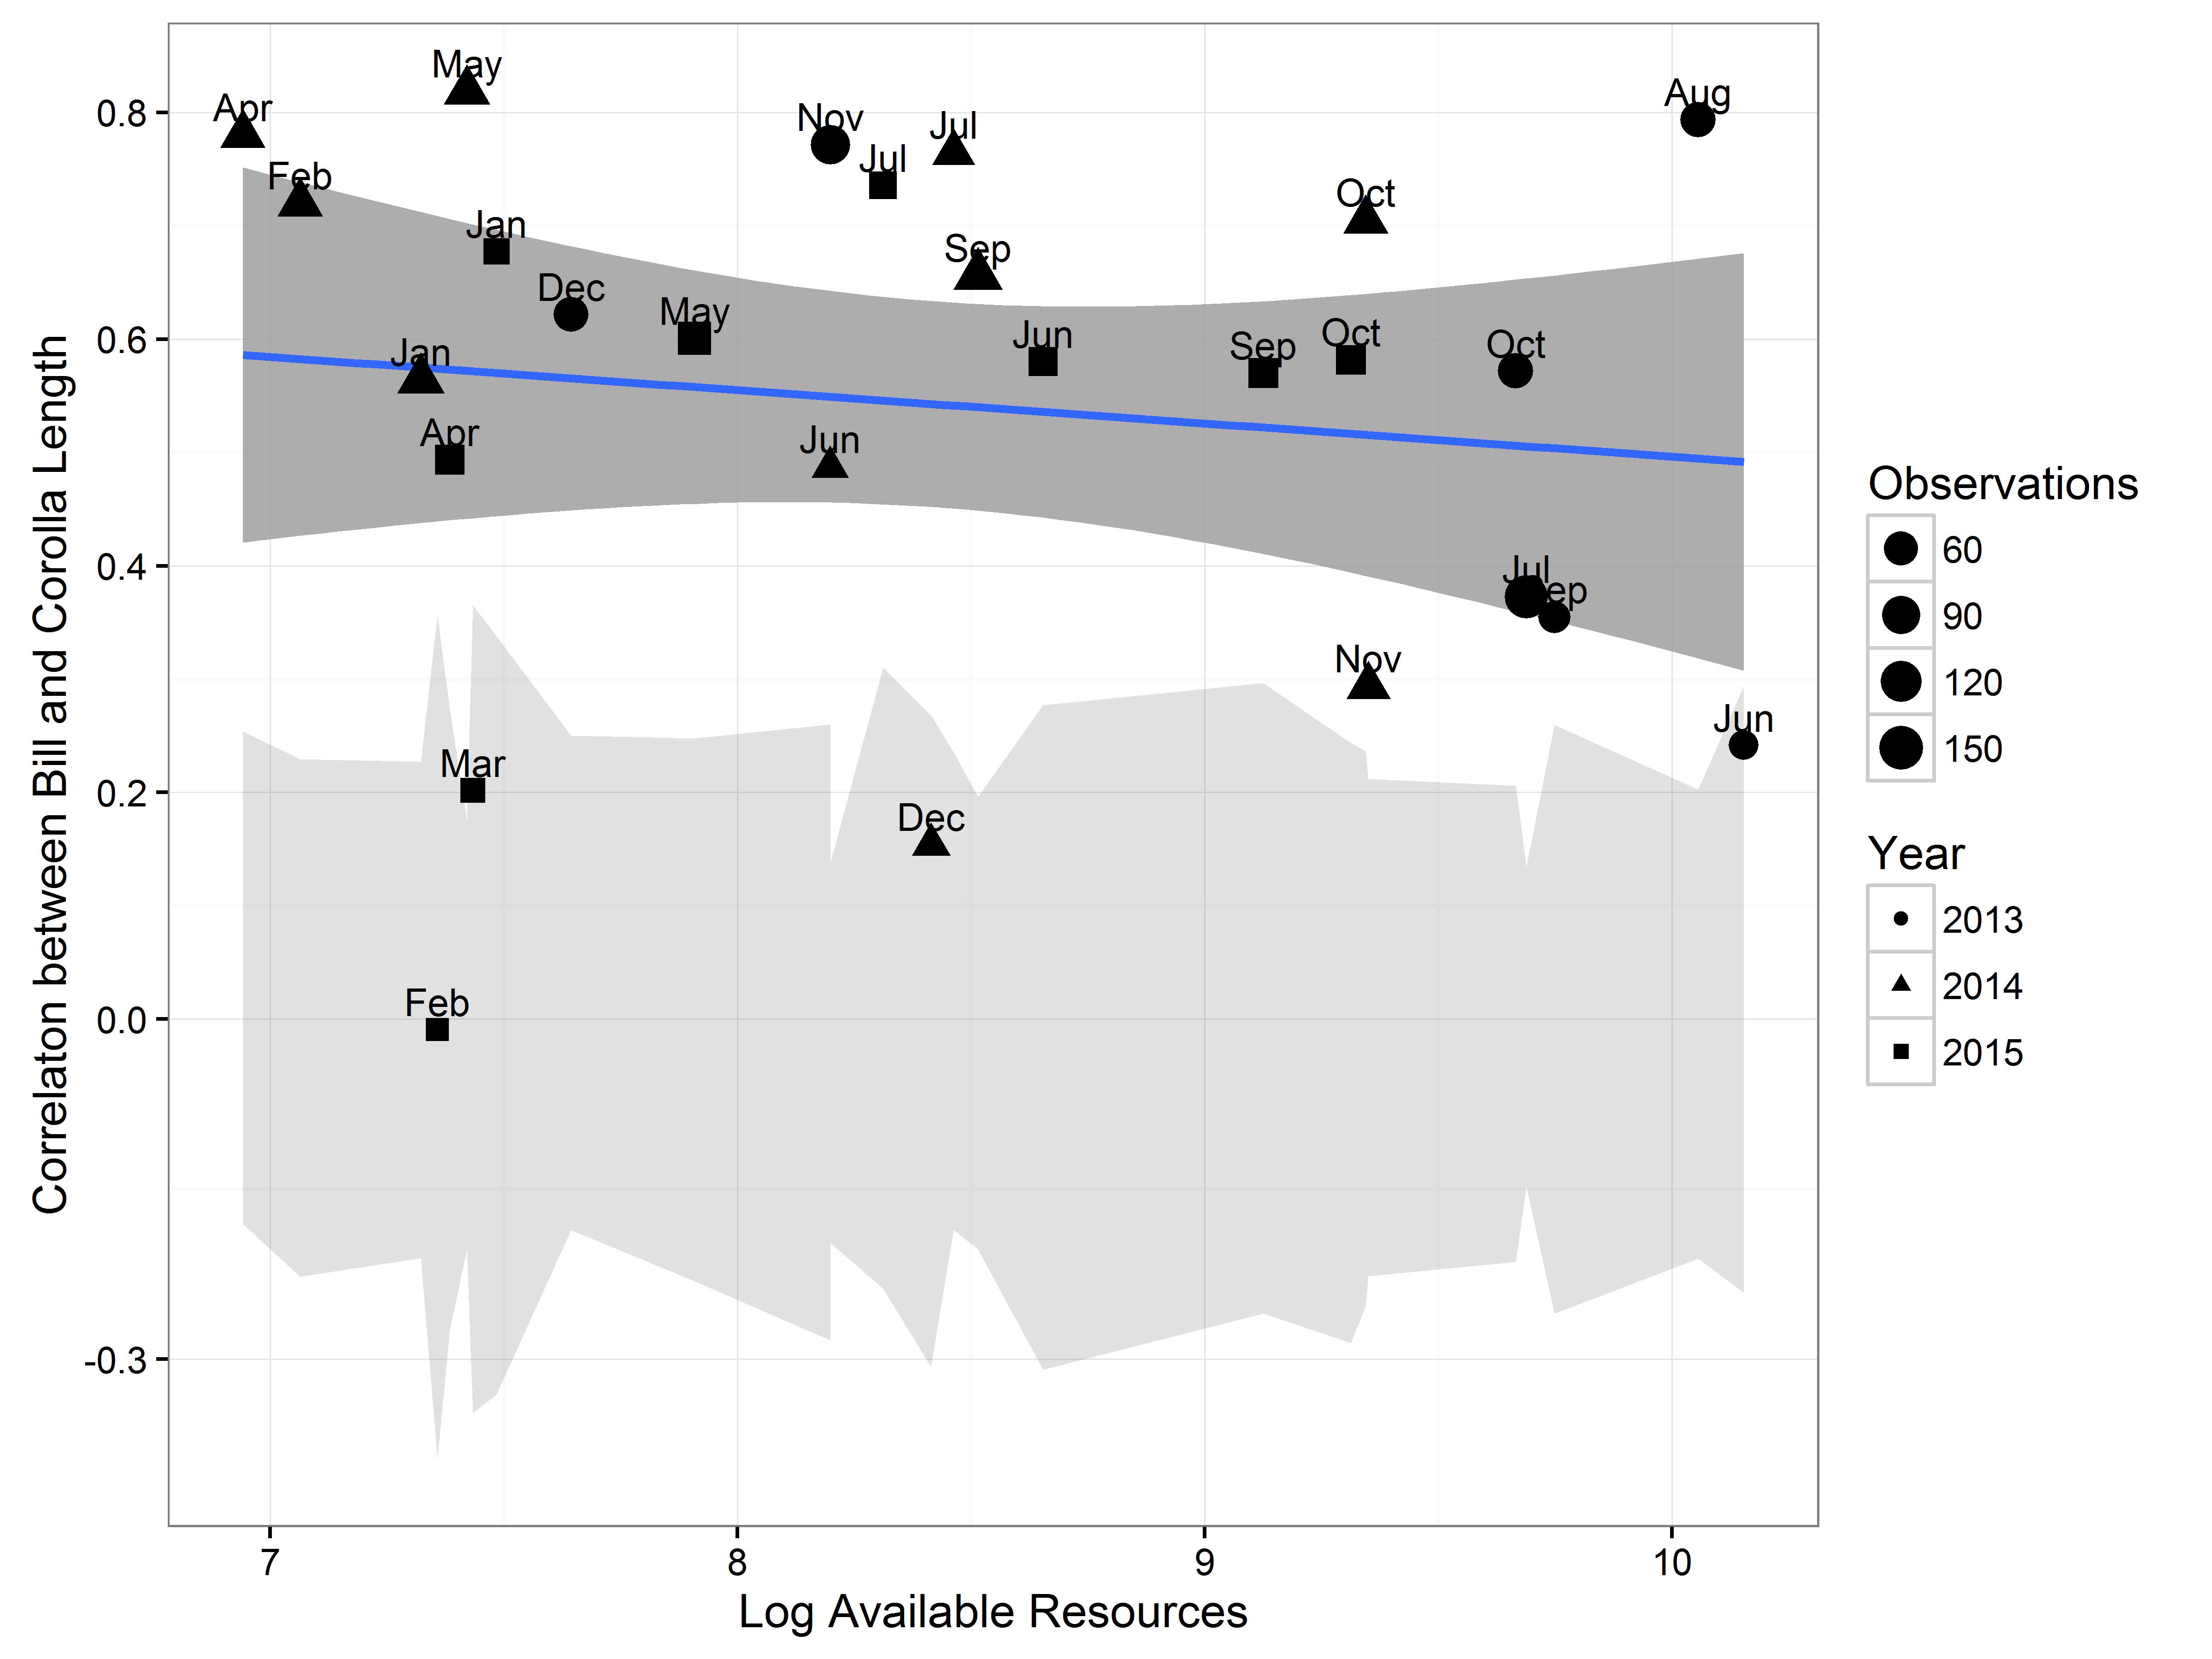 May
Aug
Apr
0.8
Nov
Jul
Jul
Feb
Oct
Jan
Sep
Dec
May
0.6
Jun
Oct
Oct
Sep
Jan
Apr
Jun
Jul
Sep
0.4
Nov
Jun
Mar
0.2
Dec
Feb
0.0
-0.3
7
8
9
10
Log Available Resources
Correlaton between Bill and Corolla Length
Observations
60
90
120
150
Year
2013
2014
2015